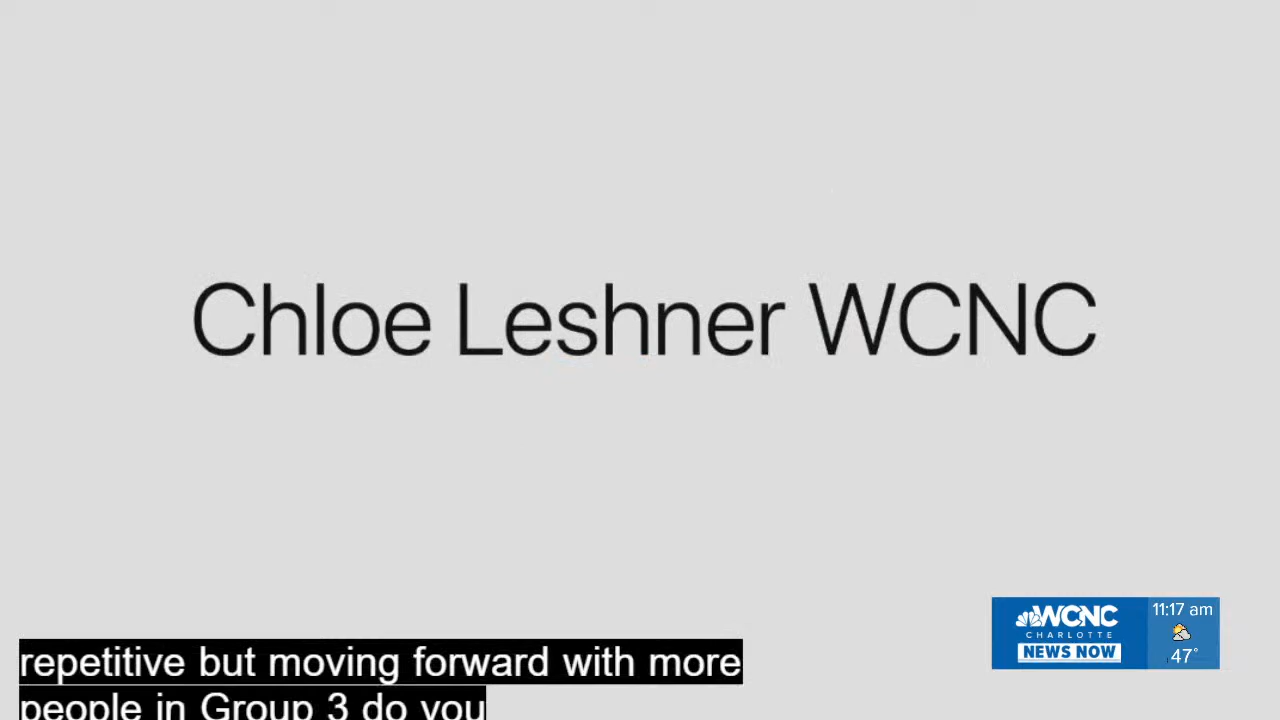 Chloe Leshner WCNC
WCNC
CHARLOTTE
NEWS NOW
11:17 am
47°
repetitive but moving forward with more
people in Group 3 do you